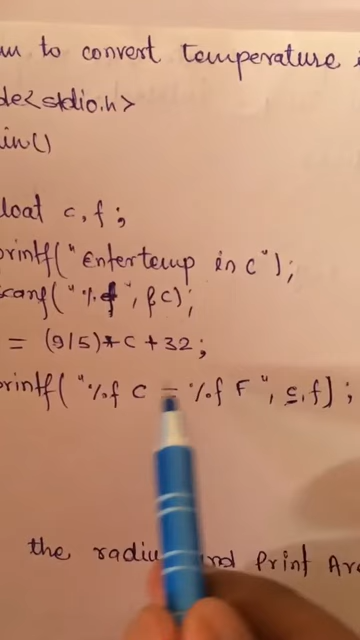 to convert temperature
de<stdio.h>
in()
loat c, f ;
rintf("Enter temp in c");
canf("%f", &c);
= (9/5)*c + 32;
rintf("%f C = %f F", c, f] ;
the radiu nd Print Are